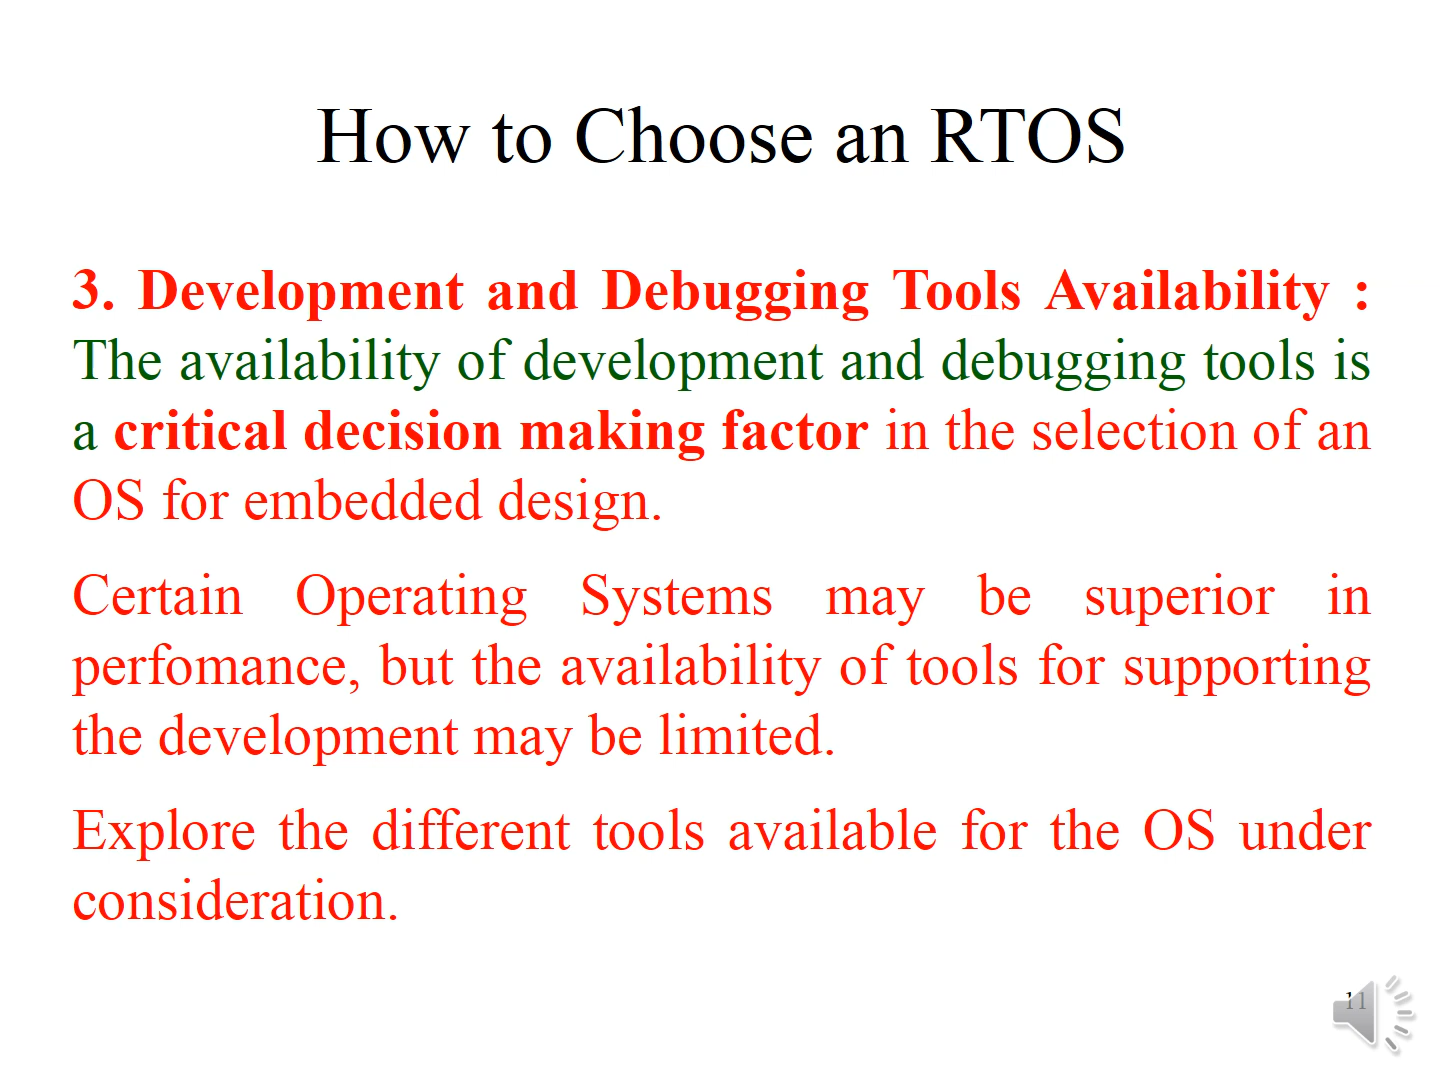 How to Choose an RTOS
3. Development and Debugging Tools Availability :
The availability of development and debugging tools is
a critical decision making factor in the selection of an
OS for embedded design.
Certain Operating Systems may be superior in
perfomance, but the availability of tools for supporting
the development may be limited.
Explore the different tools available for the OS under
consideration.
11